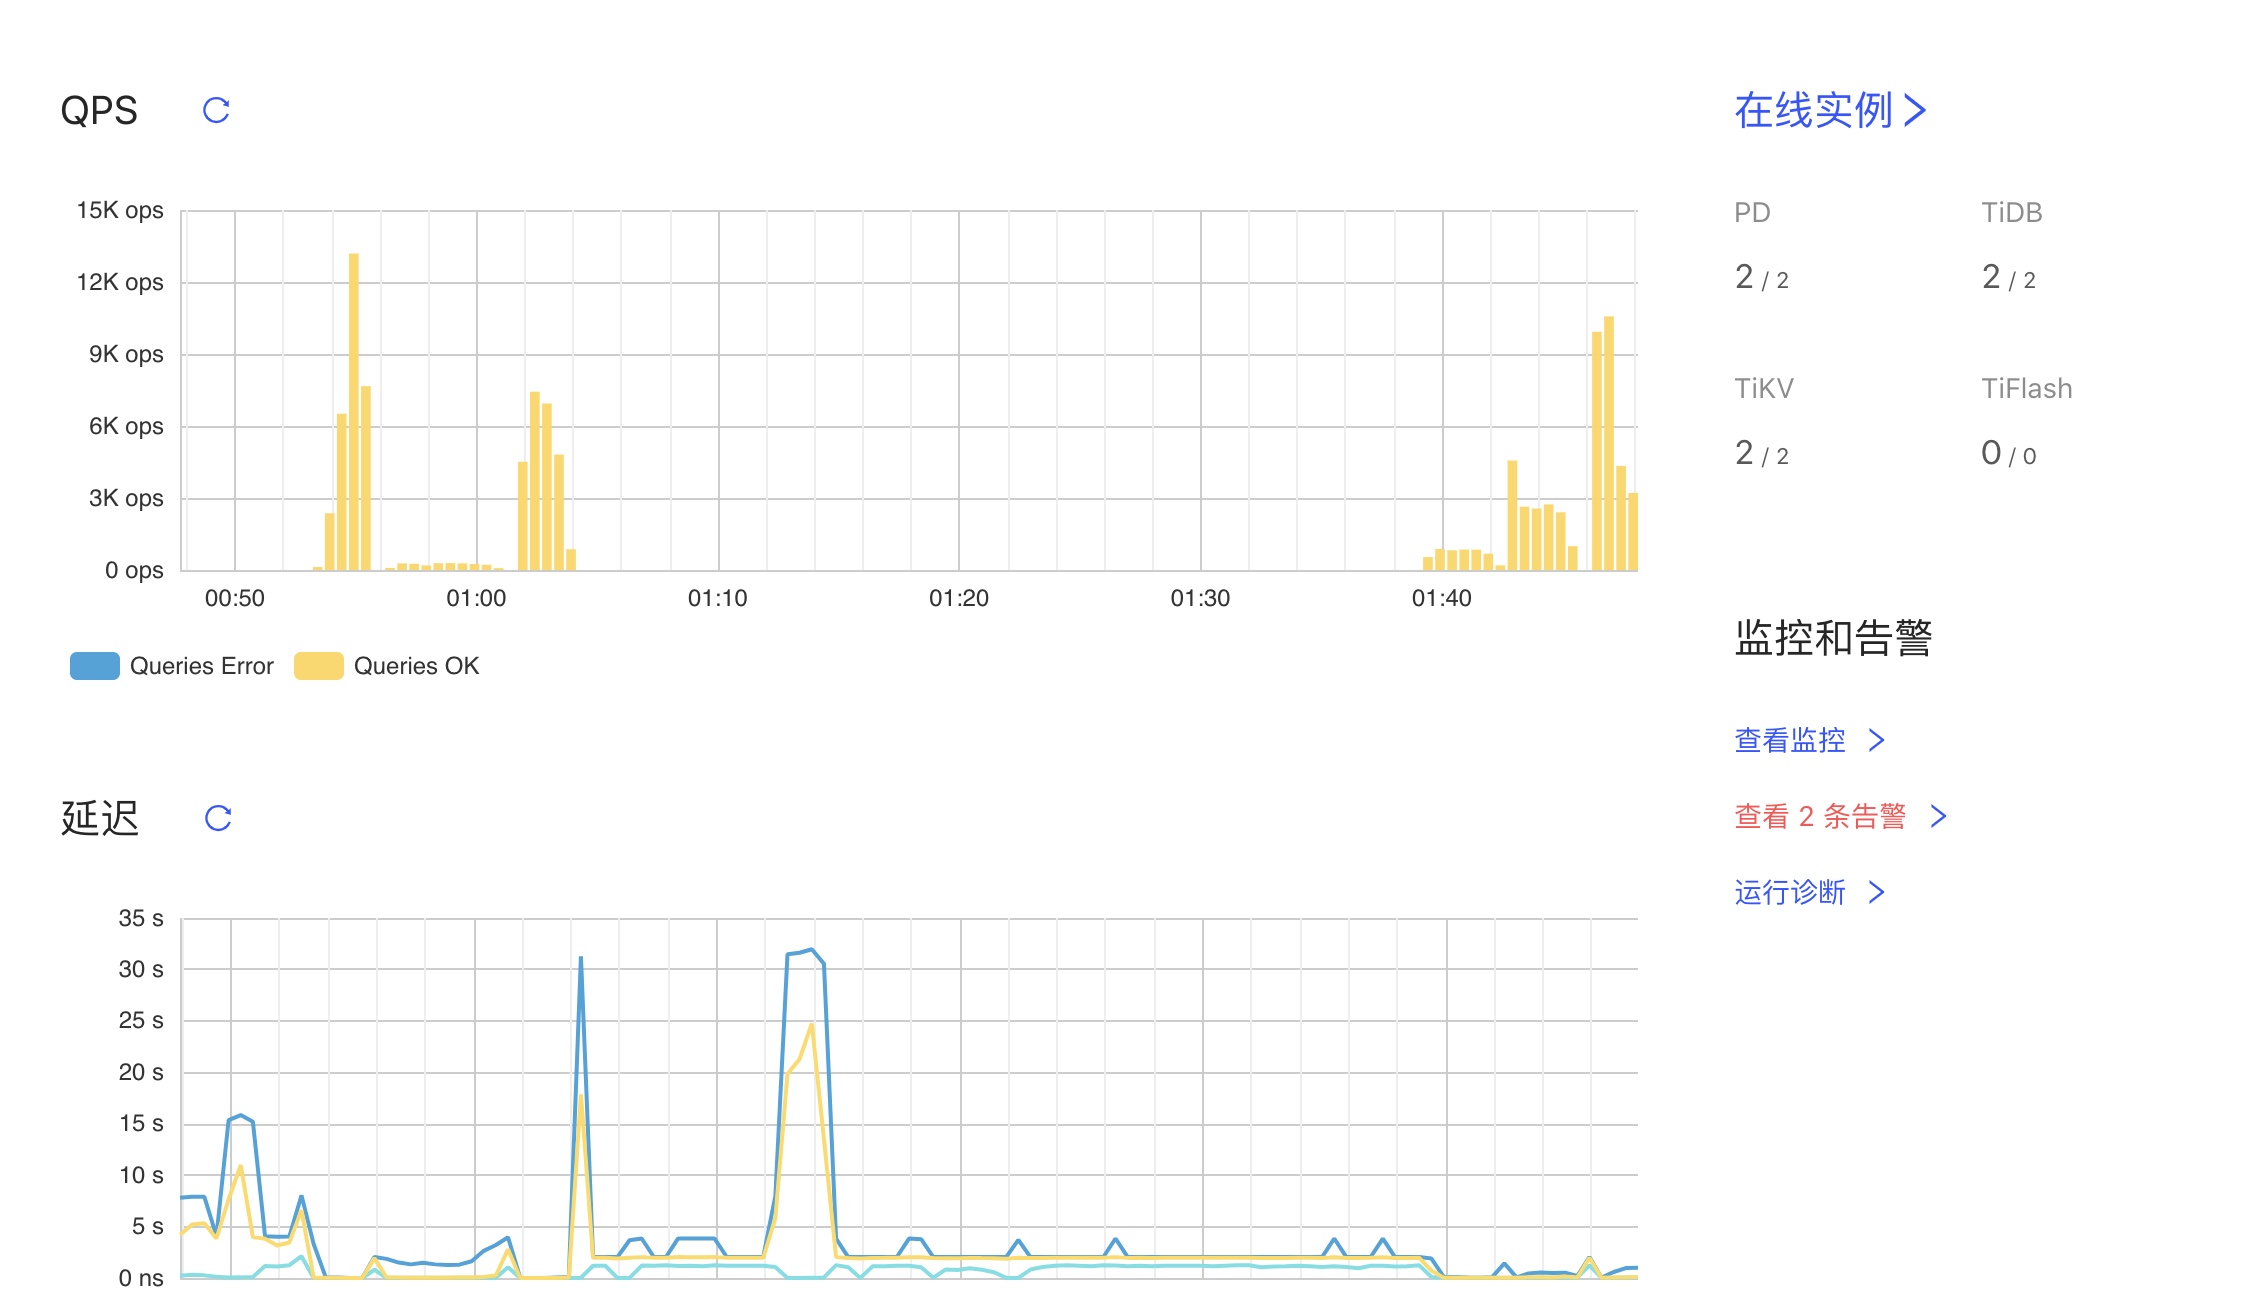 QPS
15K ops
12K ops
9K ops
6K ops
3K ops
0 ops
00:50 01:00 01:10 01:20 01:30 01:40
Queries Error Queries OK
延迟
35 s
30 s
25 s
20 s
15 s
10 s
5 s
0 ns
在线实例
PD TiDB
2 / 2 2 / 2
TiKV TiFlash
2 / 2 0 / 0
监控和告警
查看监控
查看 2 条告警
运行诊断